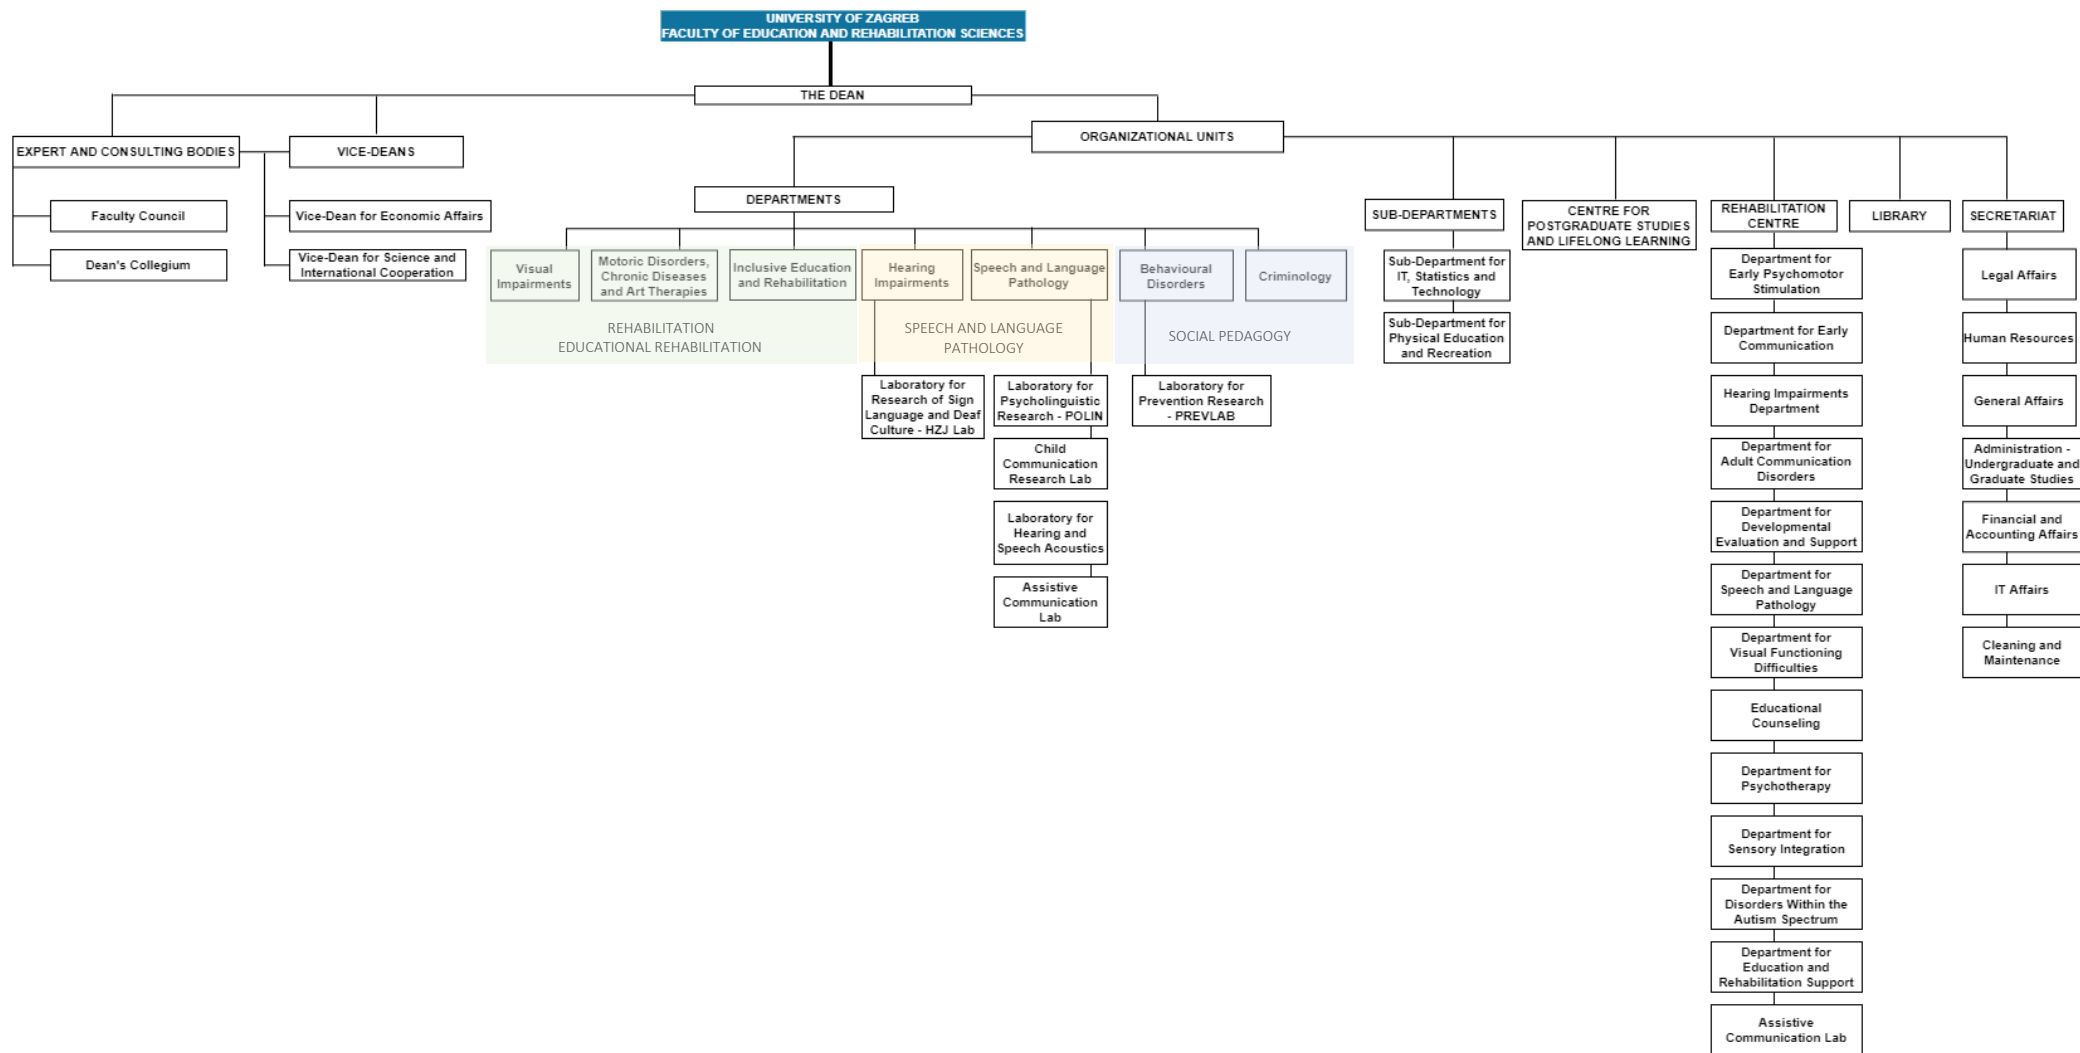 UNIVERSITY OF ZAGREB
FACULTY OF EDUCATION AND REHABILITATION SCIENCES
THE DEAN
EXPERT AND CONSULTING BODIES
VICE-DEANS
ORGANIZATIONAL UNITS
Faculty Council
Dean's Collegium
Vice-Dean for Economic Affairs
Vice-Dean for Science and
International Cooperation
DEPARTMENTS
Visual
Impairments
Motoric Disorders,
Chronic Diseases
and Art Therapies
Inclusive Education
and Rehabilitation
Hearing
Impairments
Speech and Language
Pathology
Behavioural
Disorders
Criminology
REHABILITATION
EDUCATIONAL REHABILITATION
SPEECH AND LANGUAGE
PATHOLOGY
SOCIAL PEDAGOGY
Laboratory for
Research of Sign
Language and Deaf
Culture - HZJ Lab
Laboratory for
Psycholinguistic
Research - POLIN
Child
Communication
Research Lab
Laboratory for
Hearing and
Speech Acoustics
Assistive
Communication
Lab
Laboratory for
Prevention Research
- PREVLAB
SUB-DEPARTMENTS
Sub-Department for
IT, Statistics and
Technology
Sub-Department for
Physical Education
and Recreation
CENTRE FOR
POSTGRADUATE STUDIES
AND LIFELONG LEARNING
REHABILITATION
CENTRE
Department for
Early Psychomotor
Stimulation
Department for Early
Communication
Hearing Impairments
Department
Department for
Adult Communication
Disorders
Department for
Developmental
Evaluation and Support
Department for
Speech and Language
Pathology
Department for
Visual Functioning
Difficulties
Educational
Counseling
Department for
Psychotherapy
Department for
Sensory Integration
Department for
Disorders Within the
Autism Spectrum
Department for
Education and
Rehabilitation Support
Assistive
Communication Lab
LIBRARY
SECRETARIAT
Legal Affairs
Human Resources
General Affairs
Administration -
Undergraduate and
Graduate Studies
Financial and
Accounting Affairs
IT Affairs
Cleaning and
Maintenance